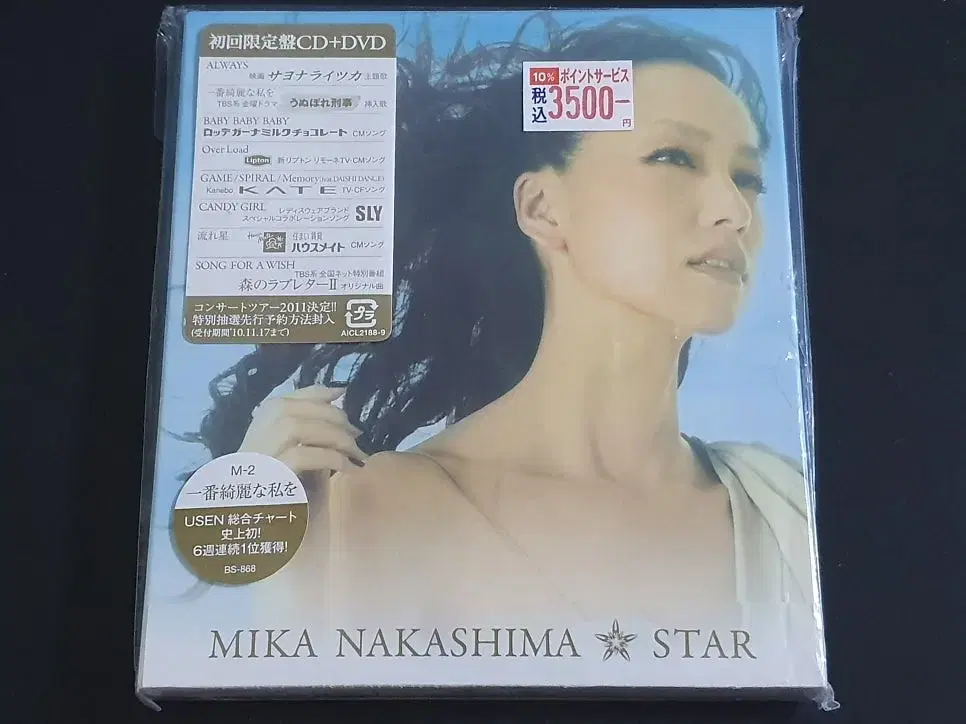 初回限定盤CD+DVD
ALWAYS
映画 サヨナライツカ 主題歌
一番綺麗な私を
TBS系 金曜ドラマ うぬぼれ刑事 挿入歌
BABY BABY BABY
ロッテガーナミルクチョコレート CMソング
Over Load
Lipton 新リプトン リモーネTV-CMソング
GAME/SPIRAL/Memory(feat.DAISHI DANCE)
Kanebo KATE TV-CFソング
CANDY GIRL レディスウェアブランド
スペシャルコラボレーションソング SLY
流れ星 住まい賃貸
ハウスメイト CMソング
SONG FOR A WISH
TBS系 全国ネット特別番組
森のラブレターII オリジナル曲
コンサートツアー2011決定!!
特別抽選先行予約方法封入
(受付期間'10.11.17まで)
プラ
AICL2188-9
10% ポイントサービス
税込 3500円
M-2
一番綺麗な私を
USEN 総合チャート
史上初!
6週連続1位獲得!
BS-868
MIKA NAKASHIMA STAR